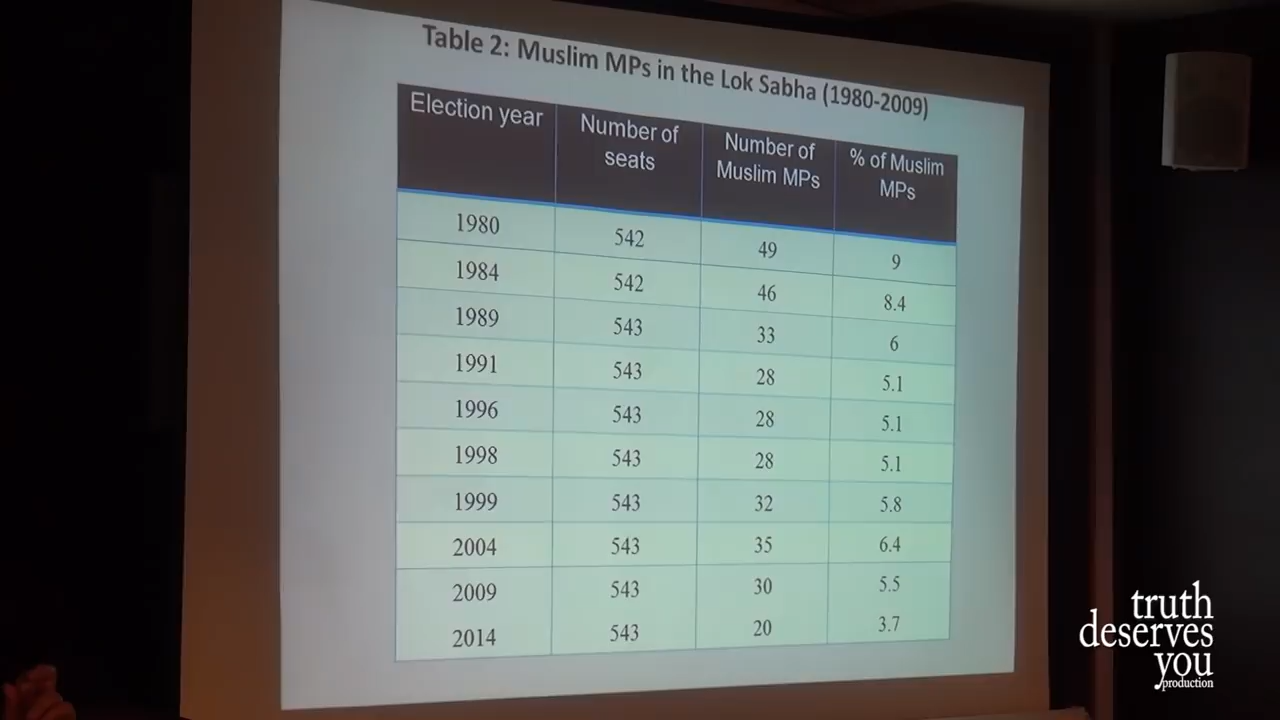 Table 2: Muslim MPs in the Lok Sabha (1980-2009)
Election year Number of seats Number of Muslim MPs % of Muslim MPs
1980 542 49 9
1984 542 46 8.4
1989 543 33 6
1991 543 28 5.1
1996 543 28 5.1
1998 543 28 5.1
1999 543 32 5.8
2004 543 35 6.4
2009 543 30 5.5
2014 543 20 3.7
truth
deserves
you
production